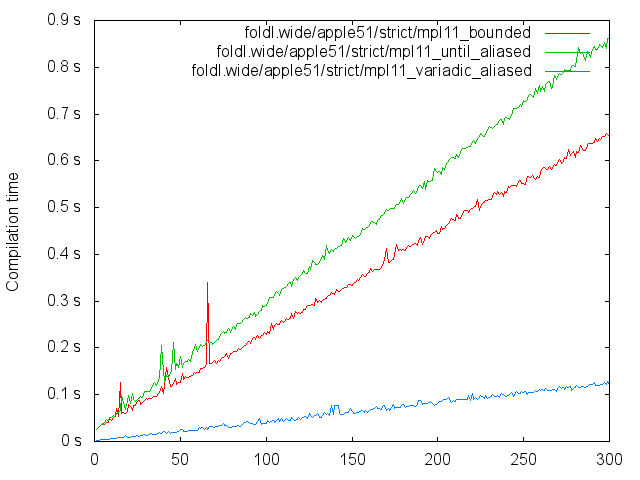 0.9 s
0.8 s
0.7 s
0.6 s
0.5 s
0.4 s
0.3 s
0.2 s
0.1 s
0 s
Compilation time
foldl.wide/apple51/strict/mpl11_bounded
foldl.wide/apple51/strict/mpl11_until_aliased
foldl.wide/apple51/strict/mpl11_variadic_aliased
0 50 100 150 200 250 300